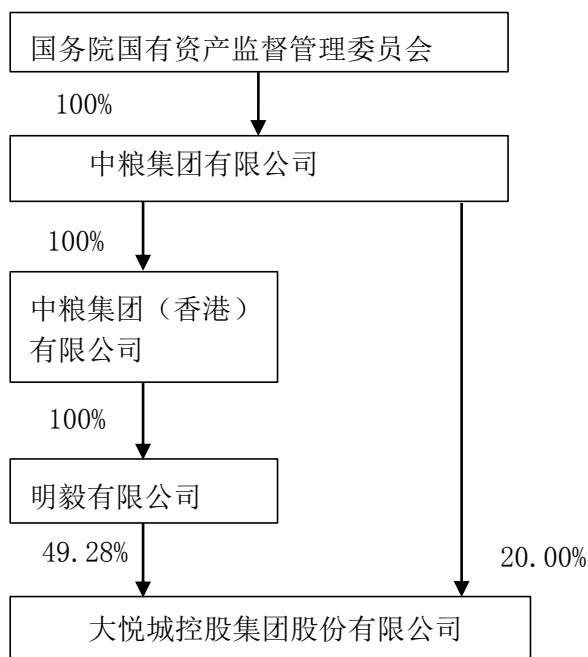 国务院国有资产监督管理委员会
100%
中粮集团有限公司
100%
中粮集团（香港）
有限公司
100%
明毅有限公司
49.28%
20.00%
大悦城控股集团股份有限公司